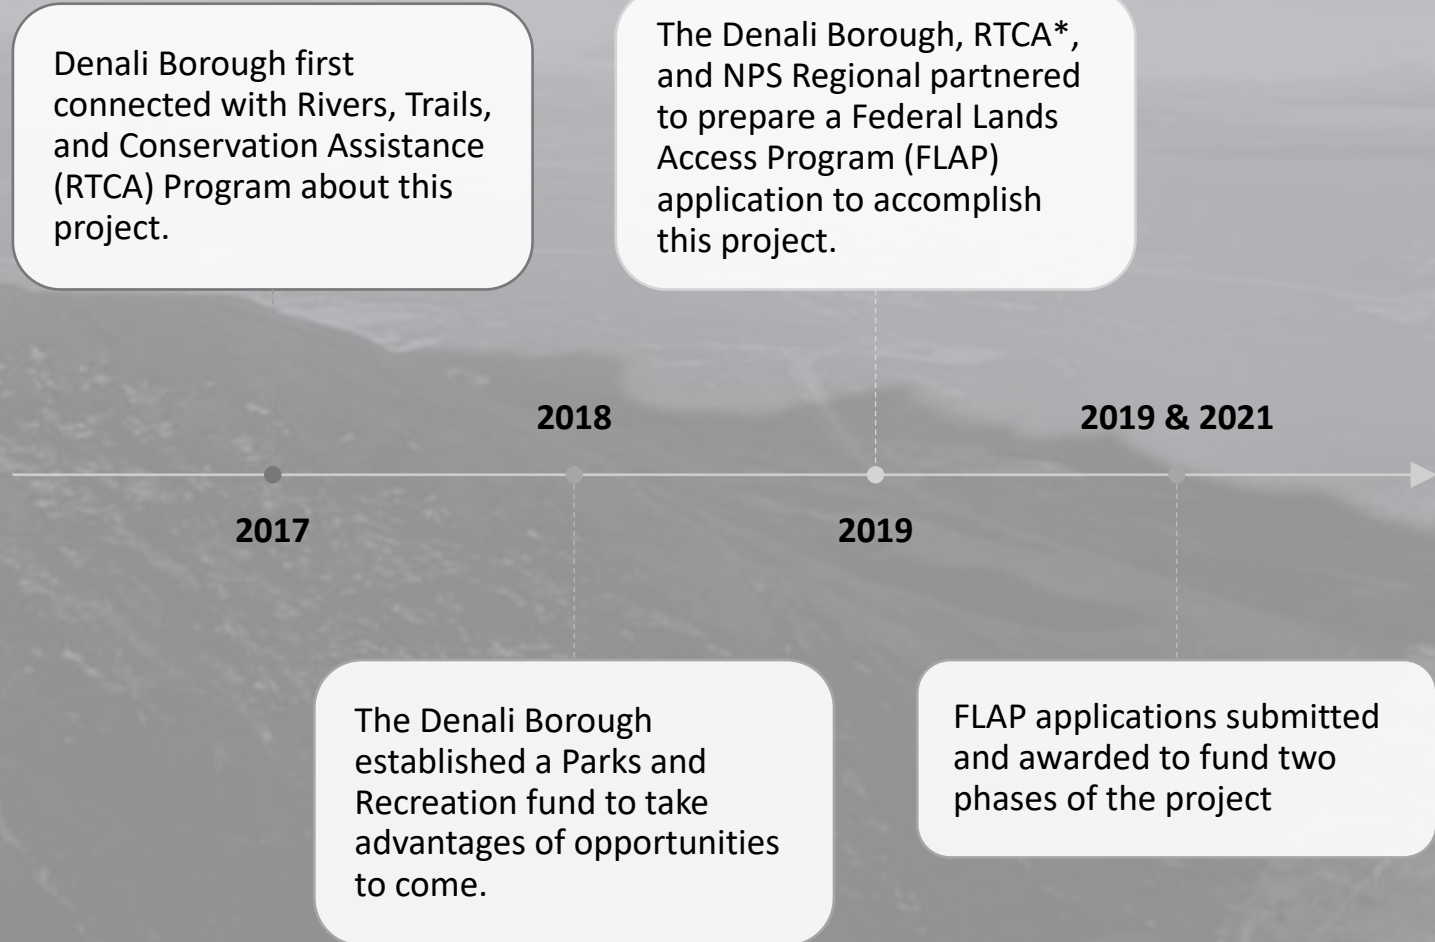 Denali Borough first
connected with Rivers, Trails,
and Conservation Assistance
(RTCA) Program about this
project.
2017
2018
The Denali Borough
established a Parks and
Recreation fund to take
advantages of opportunities
to come.
The Denali Borough, RTCA*,
and NPS Regional partnered
to prepare a Federal Lands
Access Program (FLAP)
application to accomplish
this project.
2019
2019 & 2021
FLAP applications submitted
and awarded to fund two
phases of the project